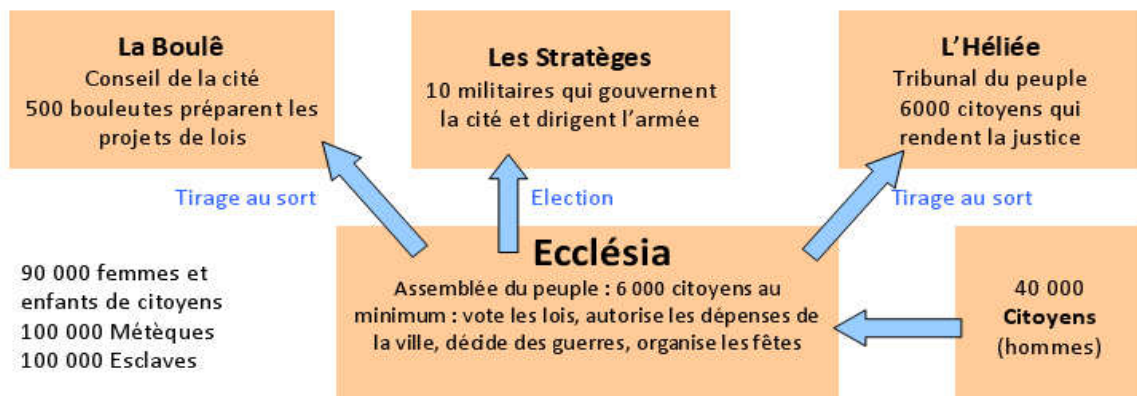 La Boulê
Conseil de la cité
500 bouleutes préparent les
projets de lois
Les Stratèges
10 militaires qui gouvernent
la cité et dirigent l’armée
L’Héliée
Tribunal du peuple
6000 citoyens qui
rendent la justice
Tirage au sort
Election
Tirage au sort
90 000 femmes et
enfants de citoyens
100 000 Métèques
100 000 Esclaves
Ecclésia
Assemblée du peuple : 6 000 citoyens au
minimum : vote les lois, autorise les dépenses de
la ville, décide des guerres, organise les fêtes
40 000
Citoyens
(hommes)